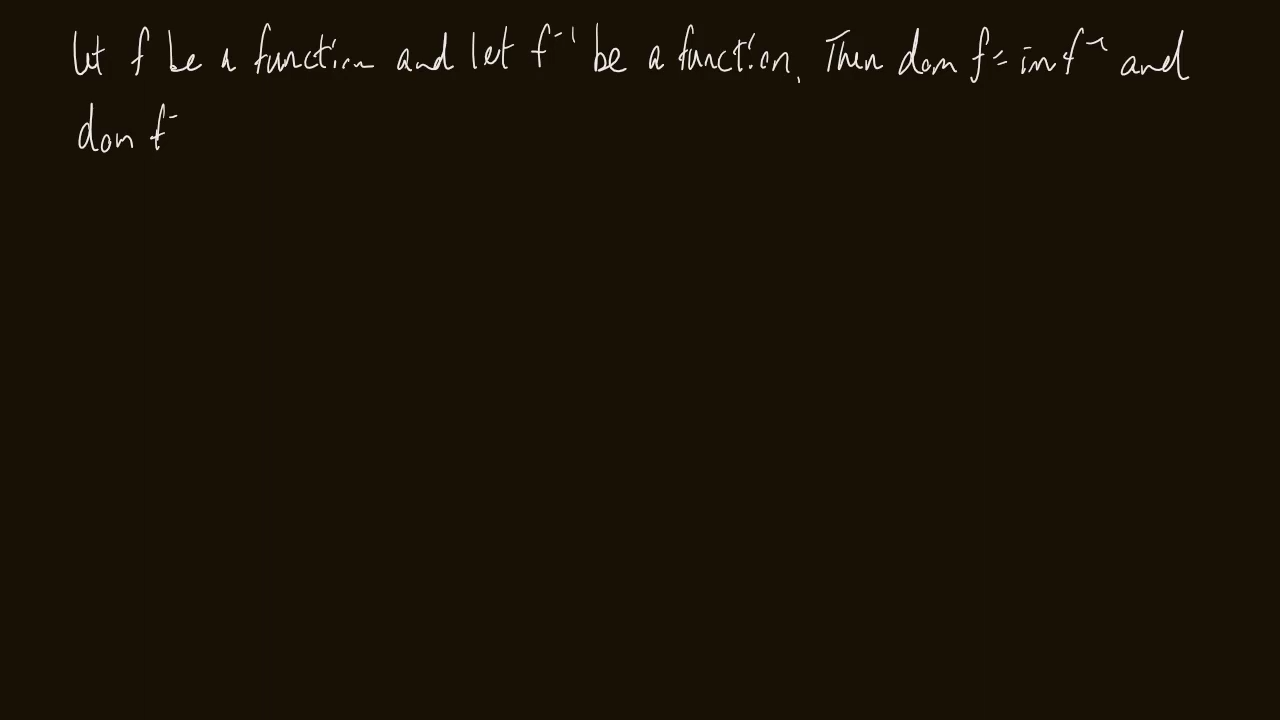 Let f be a function and let f⁻¹ be a function. Then dom f = im f⁻¹ and
dom f⁻